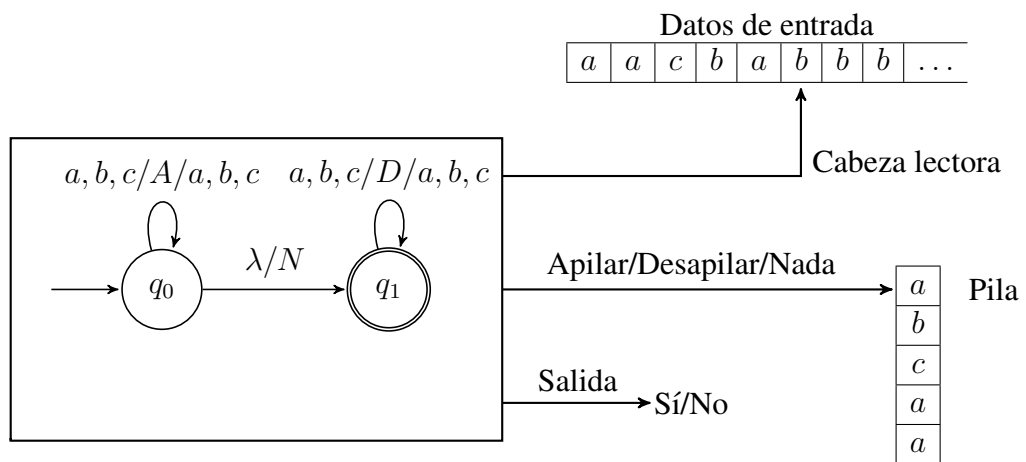 Datos de entrada
a a c b a b b b ...
Cabeza lectora
a, b, c/A/a, b, c a, b, c/D/a, b, c
λ/N
q0 q1
Apilar/Desapilar/Nada
Pila
a
b
c
a
a
Salida
Sí/No